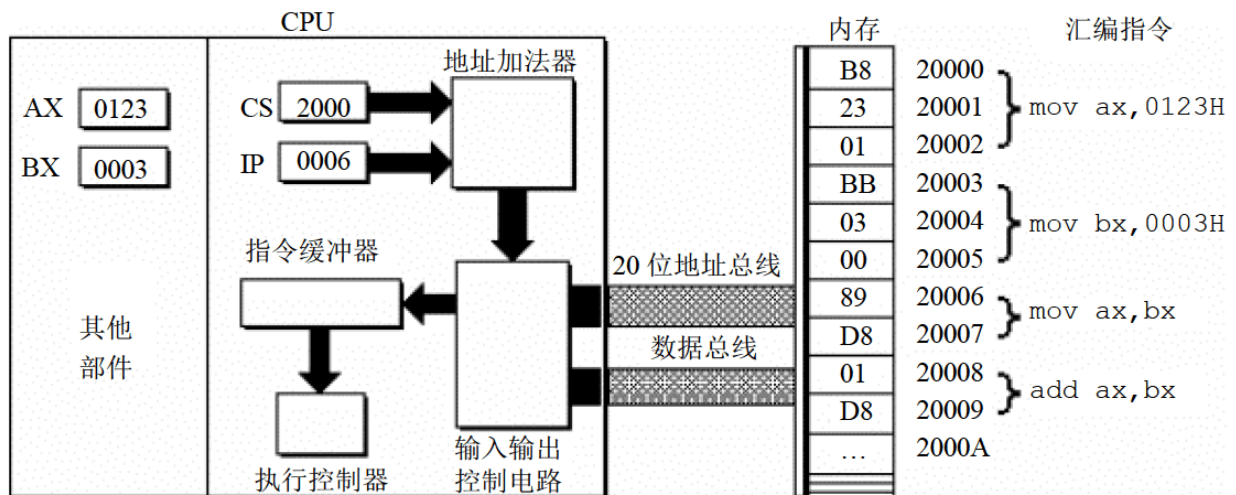 CPU
内存
汇编指令
地址加法器
AX 0123
CS 2000
BX 0003
IP 0006
指令缓冲器
其他
部件
执行控制器
输入输出
控制电路
20 位地址总线
数据总线
B8 20000
23 20001 mov ax,0123H
01 20002
BB 20003
03 20004 mov bx,0003H
00 20005
89 20006
mov ax,bx
D8 20007
01 20008
add ax,bx
D8 20009
… 2000A